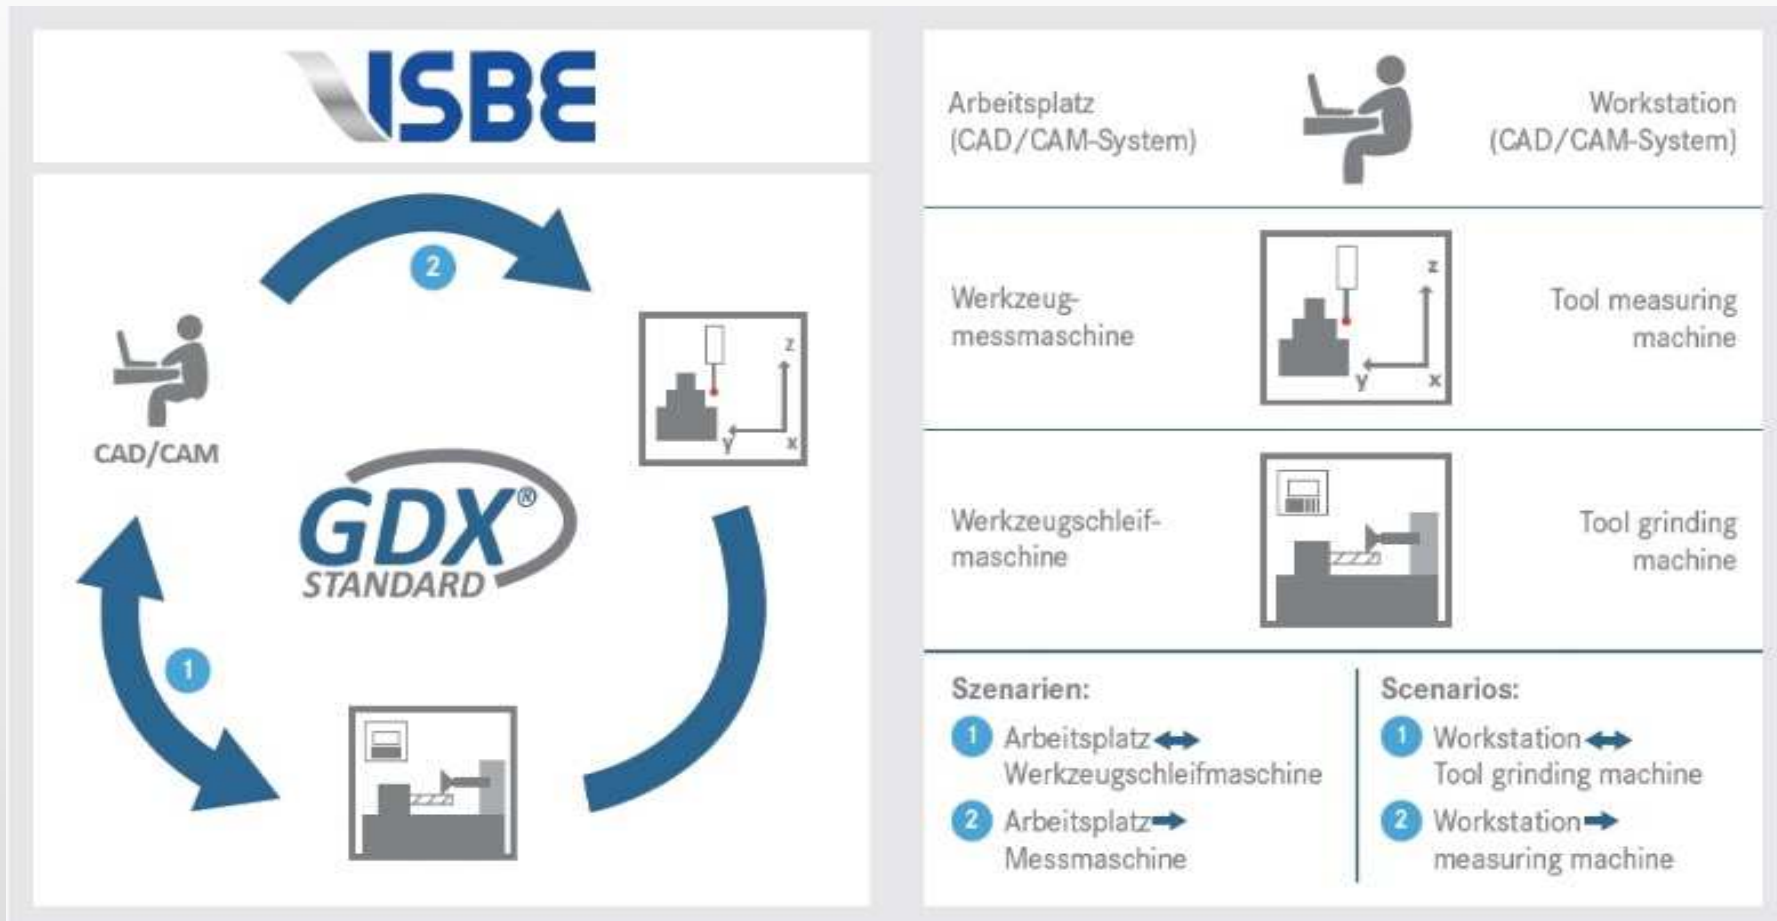 ISBE
2
z
y
x
CAD/CAM
GDX®
STANDARD
1
Arbeitsplatz
(CAD/CAM-System)
Workstation
(CAD/CAM-System)
Werkzeug-
messmaschine
z
y
x
Tool measuring
machine
Werkzeugschleif-
maschine
Tool grinding
machine
Szenarien:
1 Arbeitsplatz ↔
Werkzeugschleifmaschine
2 Arbeitsplatz →
Messmaschine
Scenarios:
1 Workstation ↔
Tool grinding machine
2 Workstation →
measuring machine